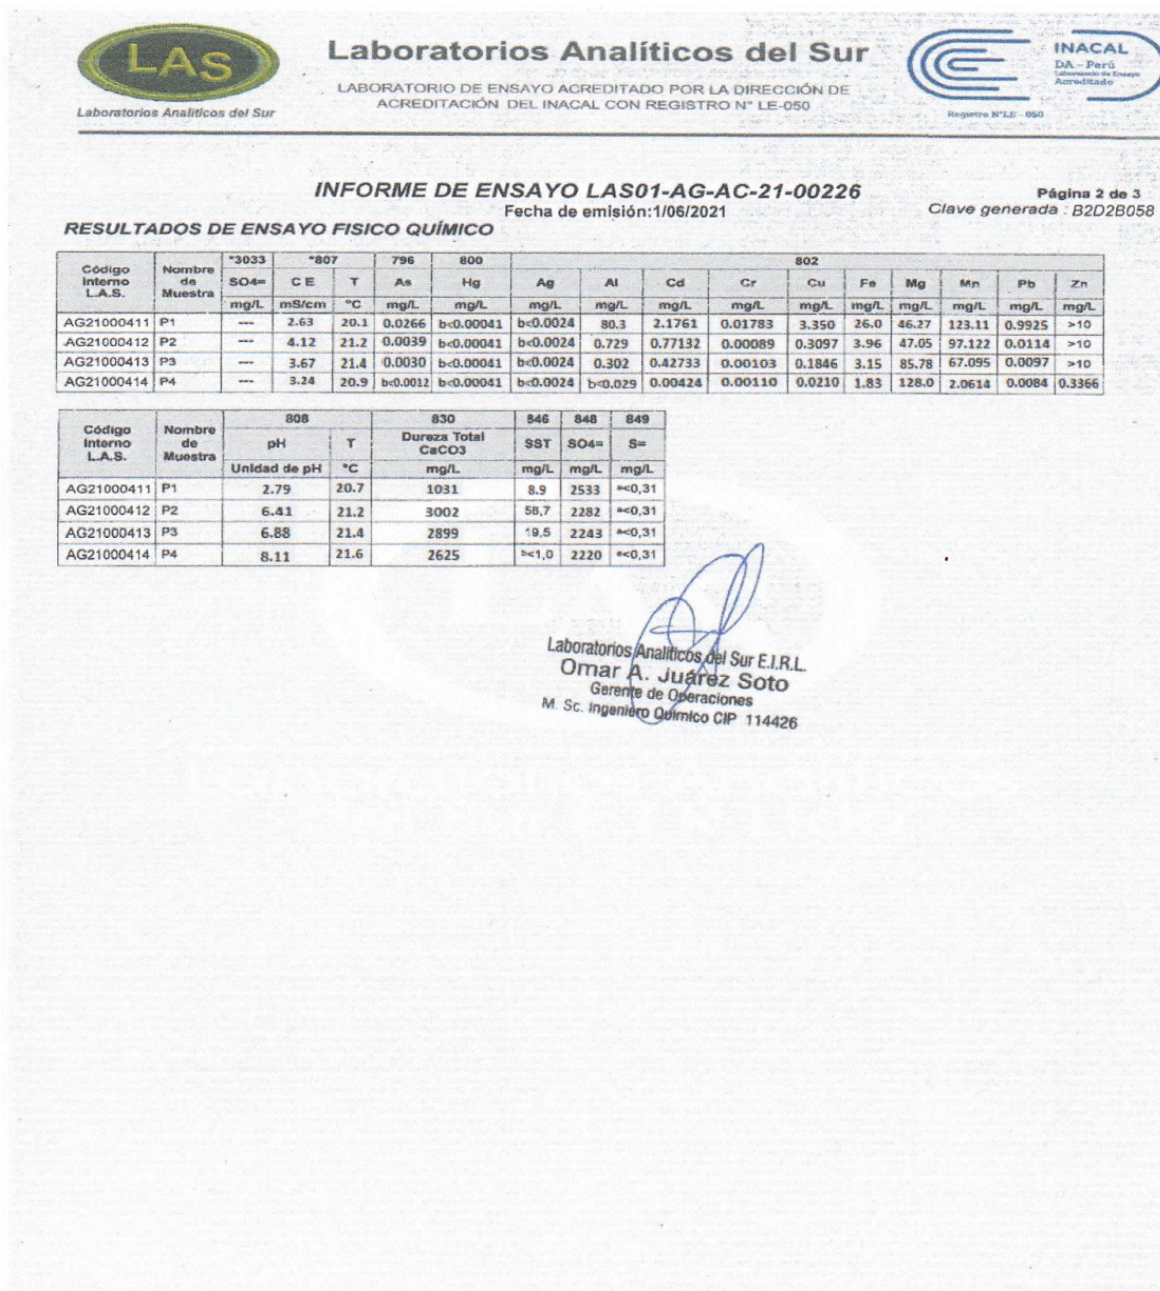 LAS
Laboratorios Analíticos del Sur
Laboratorios Analíticos del Sur
LABORATORIO DE ENSAYO ACREDITADO POR LA DIRECCIÓN DE
ACREDITACIÓN DEL INACAL CON REGISTRO N° LE-050
INACAL
DA - Perú
Laboratorio de Ensayo
Acreditado
Registro N°LE - 050
INFORME DE ENSAYO LAS01-AG-AC-21-00226
Página 2 de 3
Fecha de emisión:1/06/2021
Clave generada : B2D2B058
RESULTADOS DE ENSAYO FISICO QUÍMICO
Código Interno L.A.S. Nombre de Muestra *3033 *807 796 800 802
SO4= C E T As Hg Ag Al Cd Cr Cu Fe Mg Mn Pb Zn
mg/L mS/cm °C mg/L mg/L mg/L mg/L mg/L mg/L mg/L mg/L mg/L mg/L mg/L mg/L
AG21000411 P1 --- 2.63 20.1 0.0266 b<0.00041 b<0.0024 80.3 2.1761 0.01783 3.350 26.0 46.27 123.11 0.9925 >10
AG21000412 P2 --- 4.12 21.2 0.0039 b<0.00041 b<0.0024 0.729 0.77132 0.00089 0.3097 3.96 47.05 97.122 0.0114 >10
AG21000413 P3 --- 3.67 21.4 0.0030 b<0.00041 b<0.0024 0.302 0.42733 0.00103 0.1846 3.15 85.78 67.095 0.0097 >10
AG21000414 P4 --- 3.24 20.9 b<0.0012 b<0.00041 b<0.0024 b<0.029 0.00424 0.00110 0.0210 1.83 128.0 2.0614 0.0084 0.3366
Código Interno L.A.S. Nombre de Muestra 808 830 846 848 849
pH T Dureza Total CaCO3 SST SO4= S=
Unidad de pH °C mg/L mg/L mg/L mg/L
AG21000411 P1 2.79 20.7 1031 8.9 2533 a<0,31
AG21000412 P2 6.41 21.2 3002 58,7 2282 a<0,31
AG21000413 P3 6.88 21.4 2899 19,5 2243 a<0,31
AG21000414 P4 8.11 21.6 2625 b<1,0 2220 a<0,31
Laboratorios Analíticos del Sur E.I.R.L.
Omar A. Juárez Soto
Gerente de Operaciones
M. Sc. Ingeniero Químico CIP 114426